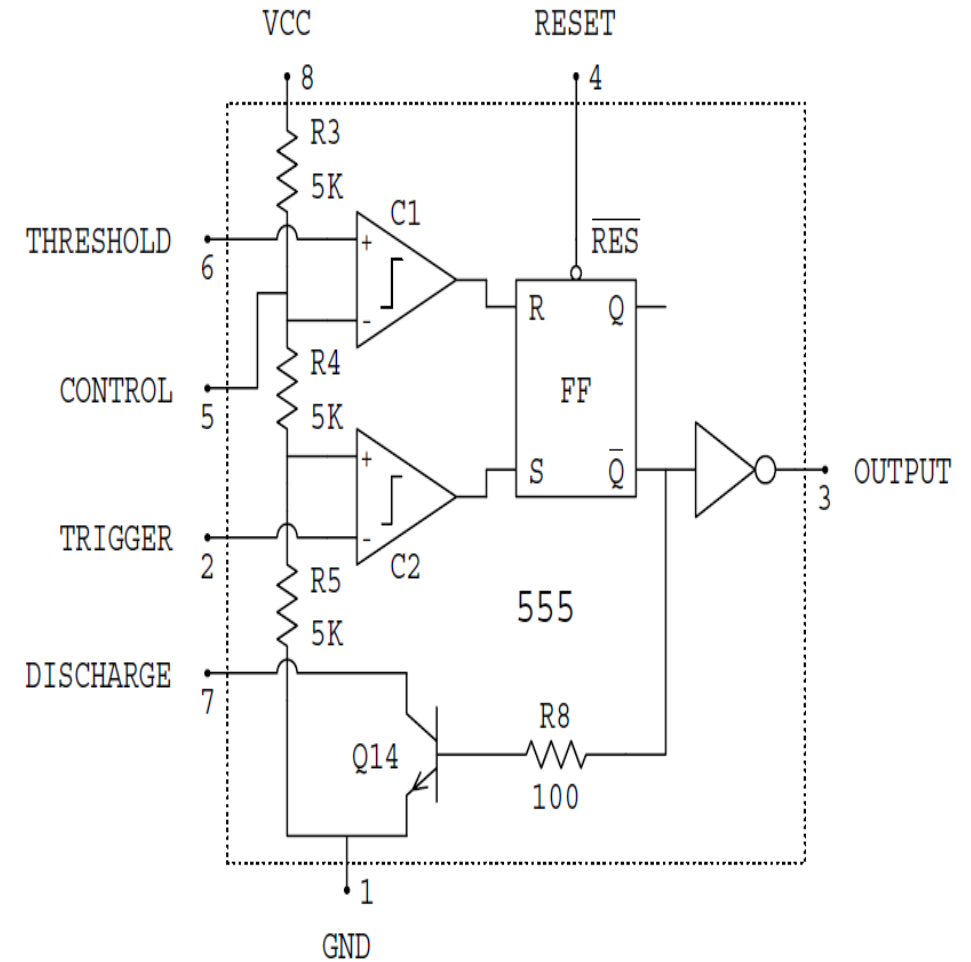 VCC
RESET
8
4
R3
5K
C1
THRESHOLD
6
+
-
RES
R
Q
R4
5K
CONTROL
5
FF
+
-
S
Q
OUTPUT
3
TRIGGER
2
C2
R5
5K
555
DISCHARGE
7
R8
Q14
100
1
GND